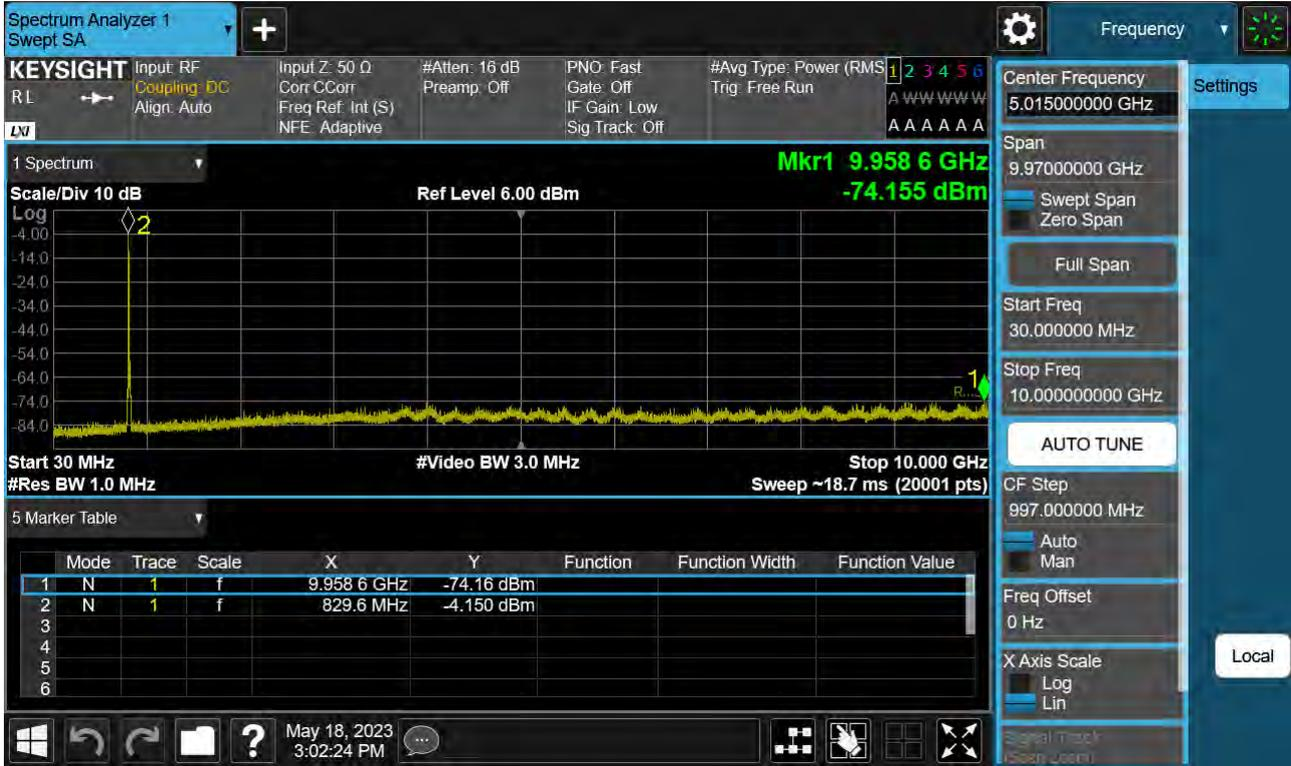 Spectrum Analyzer 1
Swept SA
Frequency
KEYSIGHT
RL
LXI
Input: RF
Coupling: DC
Align: Auto
Input Z: 50 Ω
Corr CCorr
Freq Ref: Int (S)
NFE: Adaptive
#Atten: 16 dB
Preamp: Off
PNO: Fast
Gate: Off
IF Gain: Low
Sig Track: Off
#Avg Type: Power (RMS
Trig: Free Run
1 2 3 4 5 6
A W W W W W
A A A A A A
1 Spectrum
Mkr1 9.958 6 GHz
Scale/Div 10 dB
Ref Level 6.00 dBm
-74.155 dBm
Log
2
-4.00
-14.0
-24.0
-34.0
-44.0
-54.0
-64.0
1
-74.0
-84.0
Start 30 MHz
#Video BW 3.0 MHz
Stop 10.000 GHz
#Res BW 1.0 MHz
Sweep ~18.7 ms (20001 pts)
5 Marker Table
Mode Trace Scale X Y Function Function Width Function Value
1 N 1 f 9.958 6 GHz -74.16 dBm
2 N 1 f 829.6 MHz -4.150 dBm
3
4
5
6
May 18, 2023
3:02:24 PM
Center Frequency
5.015000000 GHz
Settings
Span
9.97000000 GHz
Swept Span
Zero Span
Full Span
Start Freq
30.000000 MHz
Stop Freq
10.000000000 GHz
AUTO TUNE
CF Step
997.000000 MHz
Auto
Man
Freq Offset
0 Hz
X Axis Scale
Log
Lin
Local
Signal Track
(Span Zoom)